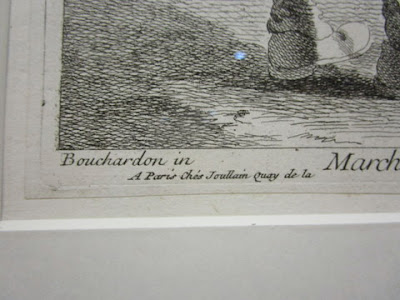 Bouchardon in March
A Paris Chés Joullain Quay de la